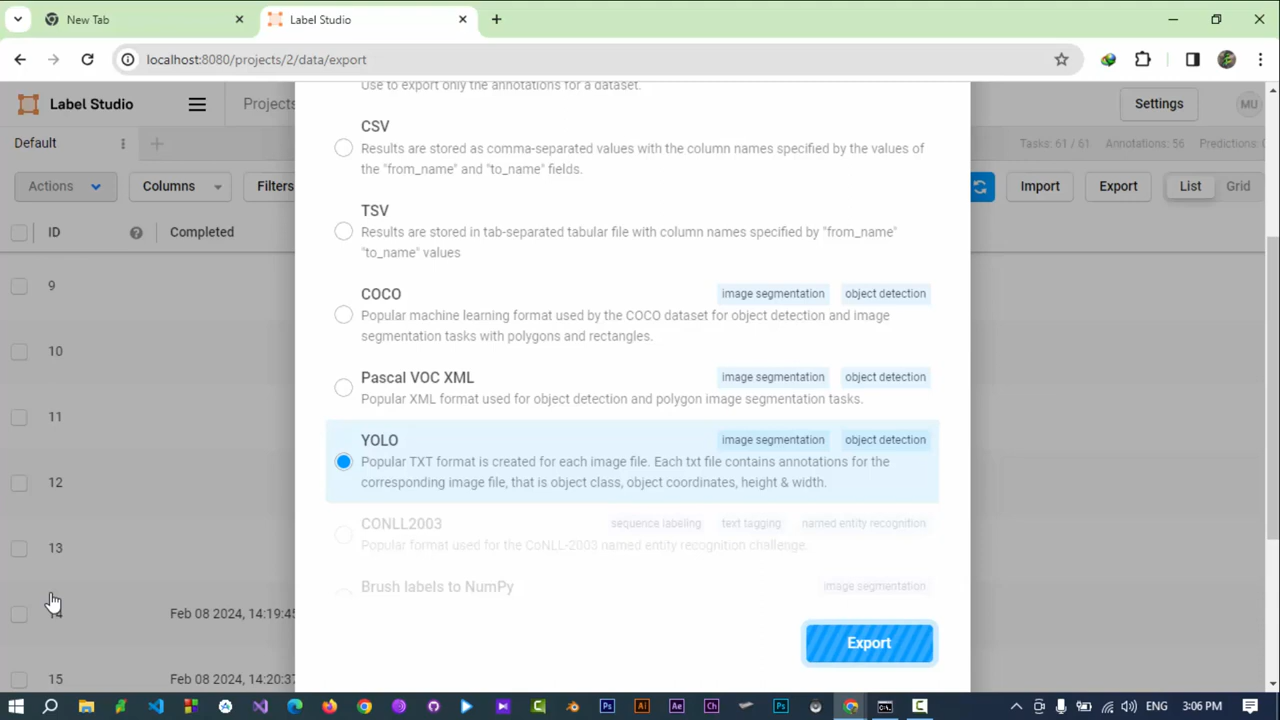 New Tab
Label Studio
localhost:8080/projects/2/data/export
Use to export only the annotations for a dataset.
Label Studio
Projects
Settings
MU
CSV
Results are stored as comma-separated values with the column names specified by the values of
the "from_name" and "to_name" fields.
Default
Tasks: 61 / 61
Annotations: 56
Predictions:
Actions
Columns
Filters
Import
Export
List
Grid
TSV
Results are stored in tab-separated tabular file with column names specified by "from_name"
"to_name" values
ID
Completed
9
COCO
image segmentation
object detection
Popular machine learning format used by the COCO dataset for object detection and image
segmentation tasks with polygons and rectangles.
10
Pascal VOC XML
image segmentation
object detection
Popular XML format used for object detection and polygon image segmentation tasks.
11
YOLO
image segmentation
object detection
Popular TXT format is created for each image file. Each txt file contains annotations for the
corresponding image file, that is object class, object coordinates, height & width.
12
CONLL2003
sequence labeling
text tagging
named entity recognition
Popular format used for the CoNLL-2003 named entity recognition challenge.
13
Brush labels to NumPy
image segmentation
14
Feb 08 2024, 14:19:45
Export
15
Feb 08 2024, 14:20:37
Ps
Ai
Ae
Ch
Ps
3:06 PM